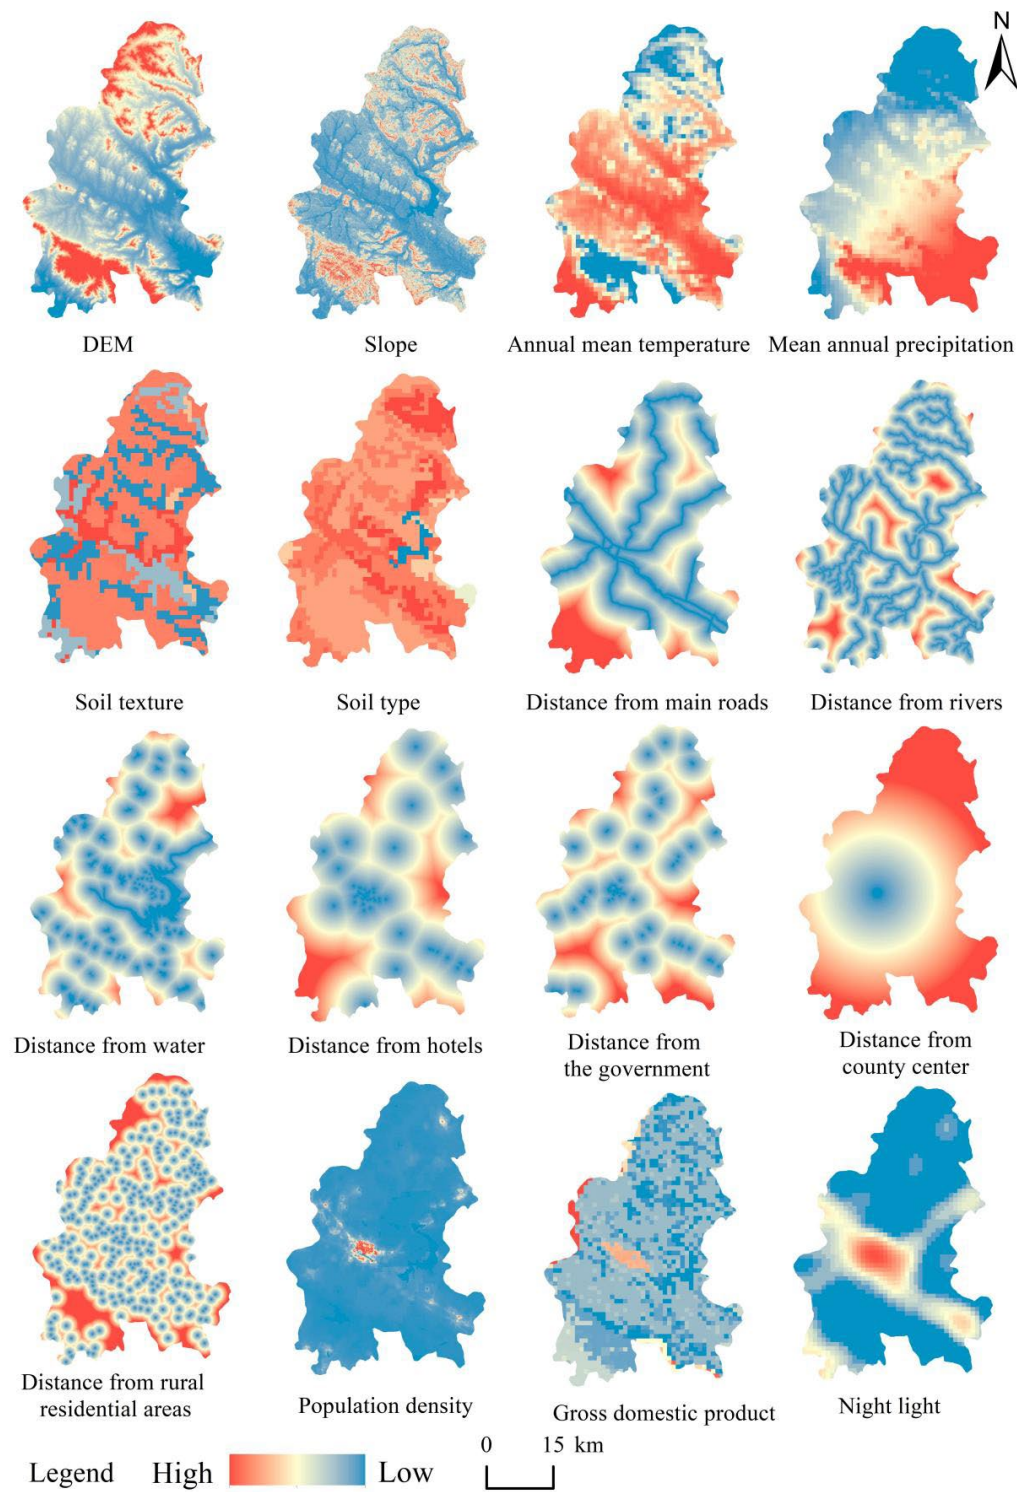 N
DEM
Slope
Annual mean temperature
Mean annual precipitation
Soil texture
Soil type
Distance from main roads
Distance from rivers
Distance from water
Distance from hotels
Distance from
the government
Distance from
county center
Distance from rural
residential areas
Population density
Gross domestic product
Night light
Legend High Low
0 15 km